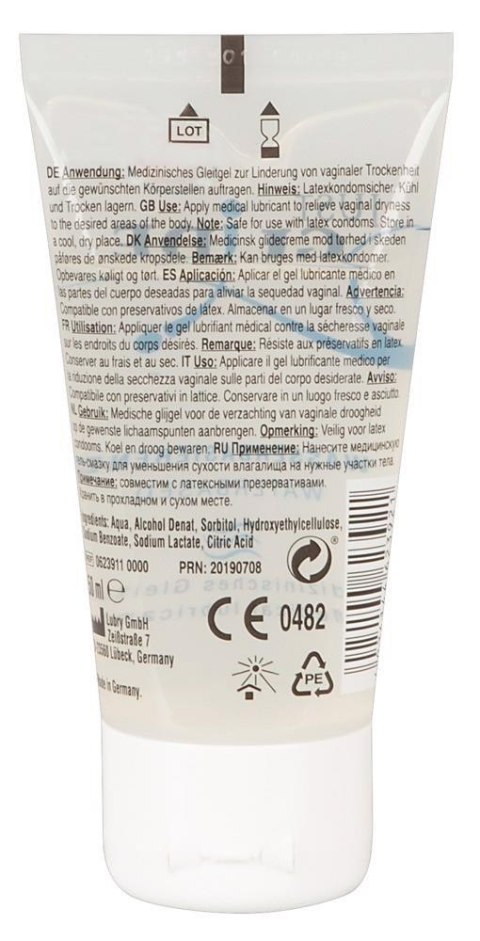 LOT
DE Anwendung: Medizinisches Gleitgel zur Linderung von vaginaler Trockenheit
auf die gewünschten Körperstellen auftragen. Hinweis: Latexkondomsicher. Kühl
und Trocken lagern. GB Use: Apply medical lubricant to relieve vaginal dryness
to the desired areas of the body. Note: Safe for use with latex condoms. Store in
a cool, dry place. DK Anvendelse: Medicinsk glidecreme mod tørhed i skeden
påføres de ønskede kropsdele. Bemærk: Kan bruges med latexkondomer.
Opbevares køligt og tørt. ES Aplicación: Aplicar el gel lubricante médico en
las partes del cuerpo deseadas para aliviar la sequedad vaginal. Advertencia:
Compatible con preservativos de látex. Almacenar en un lugar fresco y seco.
FR Utilisation: Appliquer le gel lubrifiant médical contre la sécheresse vaginale
sur les endroits du corps désirés. Remarque: Résiste aux préservatifs en latex.
Conserver au frais et au sec. IT Uso: Applicare il gel lubrificante medico per
la riduzione della secchezza vaginale sulle parti del corpo desiderate. Avviso:
Compatibile con preservativi in lattice. Conservare in un luogo fresco e asciutto.
NL Gebruik: Medische glijgel voor de verzachting van vaginale droogheid
op de gewenste lichaamspunten aanbrengen. Opmerking: Veilig voor latex
condooms. Koel en droog bewaren. RU Применение: Нанесите медицинскую
гель-смазку для уменьшения сухости влагалища на нужные участки тела.
Примечание: совместим с латексными презервативами.
Хранить в прохладном и сухом месте.
Ingredients: Aqua, Alcohol Denat, Sorbitol, Hydroxyethylcellulose,
Sodium Benzoate, Sodium Lactate, Citric Acid
0623911 0000 PRN: 20190708
50 ml ℮
Lubry GmbH
Zeißstraße 7
23560 Lübeck, Germany
Made in Germany.
CE 0482
PE